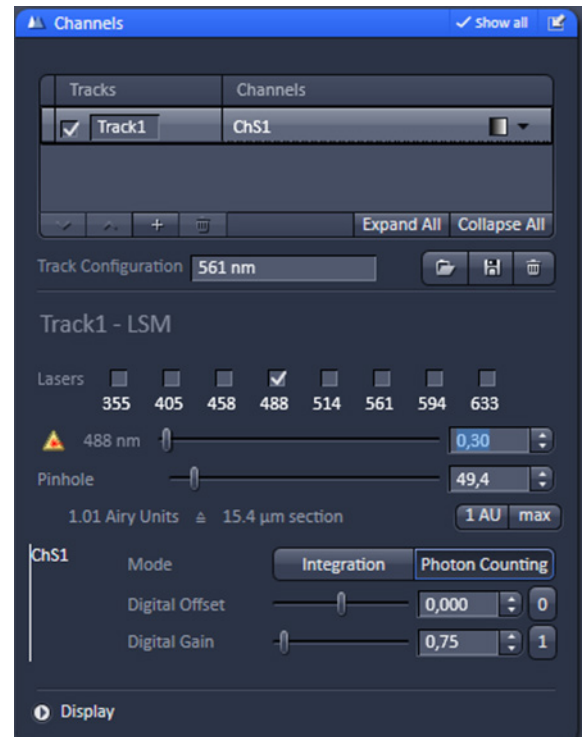 Channels Show all
Tracks Channels
Track1 ChS1
Expand All Collapse All
Track Configuration 561 nm
Track1 - LSM
Lasers
355 405 458 488 514 561 594 633
488 nm 0,30
Pinhole 49,4
1.01 Airy Units ≙ 15.4 µm section 1 AU max
ChS1 Mode Integration Photon Counting
Digital Offset 0,000 0
Digital Gain 0,75 1
Display